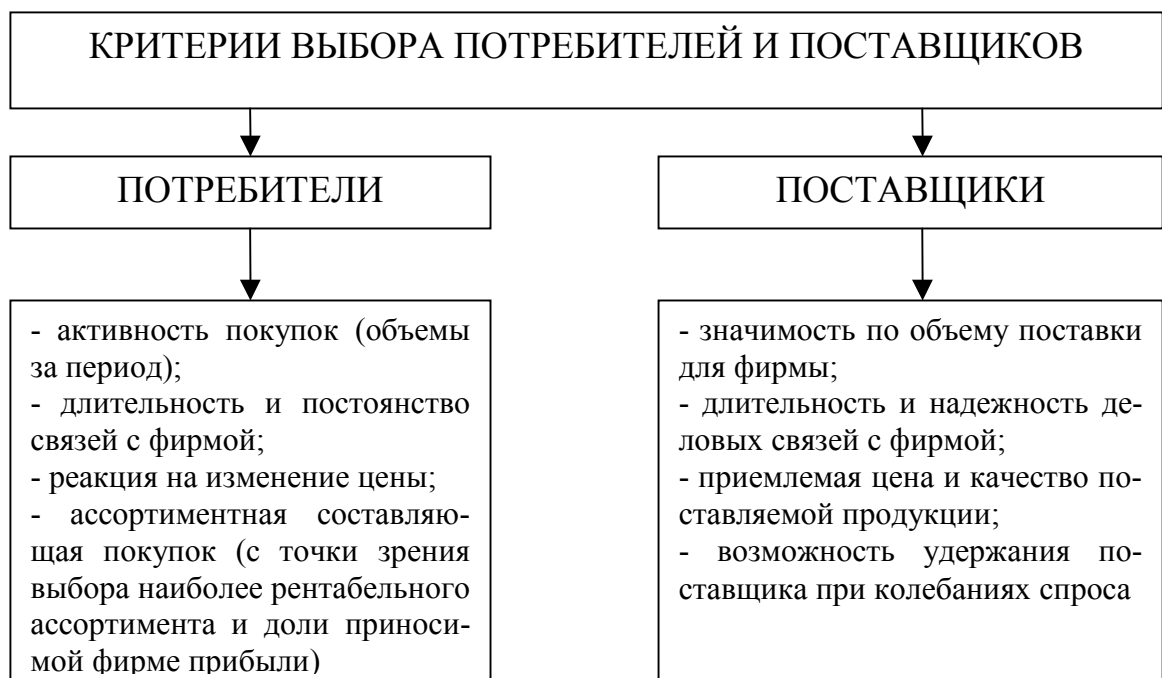 КРИТЕРИИ ВЫБОРА ПОТРЕБИТЕЛЕЙ И ПОСТАВЩИКОВ
ПОТРЕБИТЕЛИ
ПОСТАВЩИКИ
- активность покупок (объемы
за период);
- длительность и постоянство
связей с фирмой;
- реакция на изменение цены;
- ассортиментная составляю-
щая покупок (с точки зрения
выбора наиболее рентабельного
ассортимента и доли приноси-
мой фирме прибыли)
- значимость по объему поставки
для фирмы;
- длительность и надежность де-
ловых связей с фирмой;
- приемлемая цена и качество по-
ставляемой продукции;
- возможность удержания по-
ставщика при колебаниях спроса